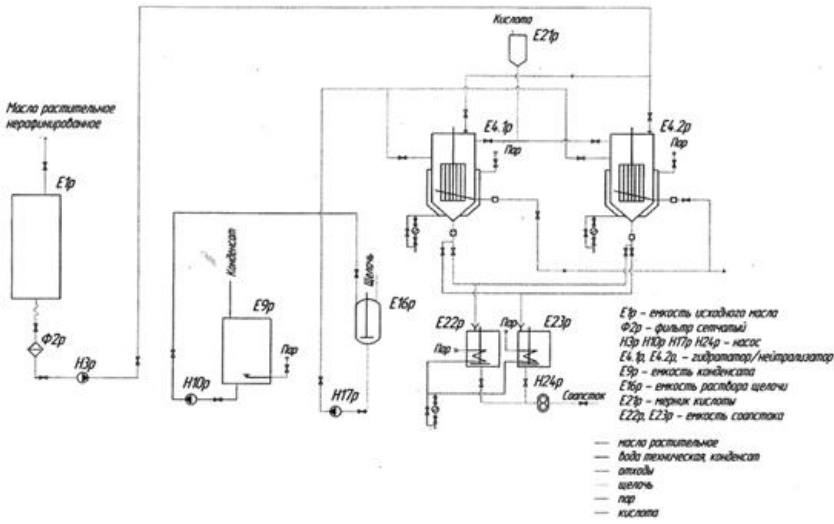 Кислота
Е21р
Масло растительное
нерафинированное
Е4.1р
Е4.2р
Пар
Пар
Е1р
Конденсат
Щелочь
Е9р
Е16р
Е22р
Пар
Е23р
Ф2р
Пар
Пар
Н3р
Н10р
Н17р
Н24р
Соапсток
Е1р – емкость исходного масла
Ф2р – фильтр сетчатый
Н3р Н10р Н17р Н24р – насос
Е4.1р, Е4.2р, – гидрататор/нейтрализатор
Е9р – емкость конденсата
Е16р – емкость раствора щелочи
Е21р – мерник кислоты
Е22р, Е23р – емкость соапстока
масло растительное
вода техническая, конденсат
отходы
щелочь
пар
кислота